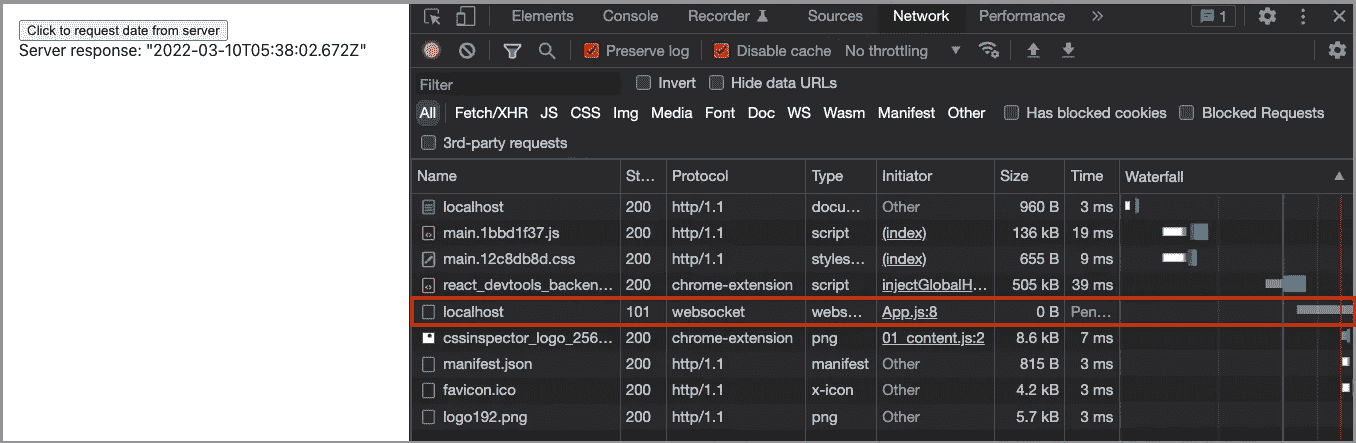 Click to request date from server
Server response: "2022-03-10T05:38:02.672Z"
Elements Console Recorder Sources Network Performance 1
Preserve log Disable cache No throttling
Filter Invert Hide data URLs
All Fetch/XHR JS CSS Img Media Font Doc WS Wasm Manifest Other Has blocked cookies Blocked Requests
3rd-party requests
Name St... Protocol Type Initiator Size Time Waterfall
localhost 200 http/1.1 docu... Other 960 B 3 ms
main.1bbd1f37.js 200 http/1.1 script (index) 136 kB 19 ms
main.12c8db8d.css 200 http/1.1 styles... (index) 655 B 9 ms
react_devtools_backen... 200 chrome-extension script injectGlobalH... 505 kB 39 ms
localhost 101 websocket webs... App.js:8 0 B Pen...
cssinspector_logo_256... 200 chrome-extension png 01_content.js:2 8.6 kB 7 ms
manifest.json 200 http/1.1 manifest Other 815 B 3 ms
favicon.ico 200 http/1.1 x-icon Other 4.2 kB 3 ms
logo192.png 200 http/1.1 png Other 5.7 kB 3 ms